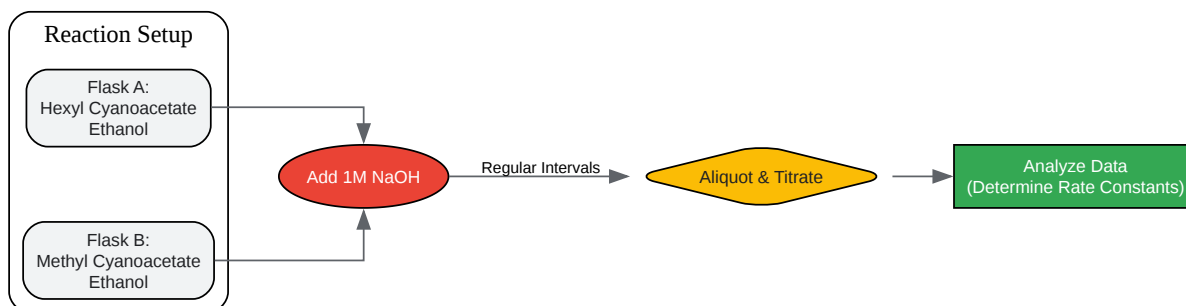 Reaction Setup
Flask A:
Hexyl Cyanoacetate
Ethanol
Add 1M NaOH
Regular Intervals
Aliquot & Titrate
Analyze Data
(Determine Rate Constants)
Flask B:
Methyl Cyanoacetate
Ethanol